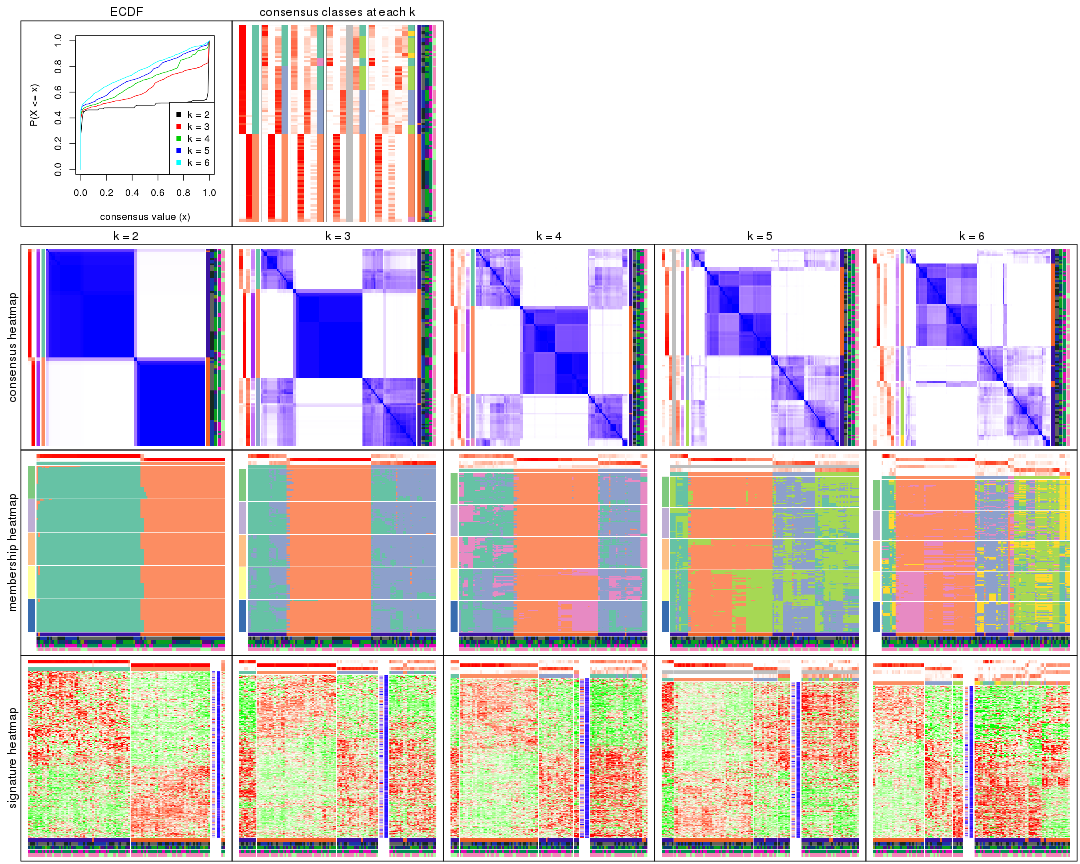 ECDF
consensus classes at each k
P(X <= x)
1.0
0.8
0.6
0.4
0.2
0.0
k = 2
k = 3
k = 4
k = 5
k = 6
0.0 0.2 0.4 0.6 0.8 1.0
consensus value (x)
k = 2
k = 3
k = 4
k = 5
k = 6
consensus heatmap
membership heatmap
signature heatmap